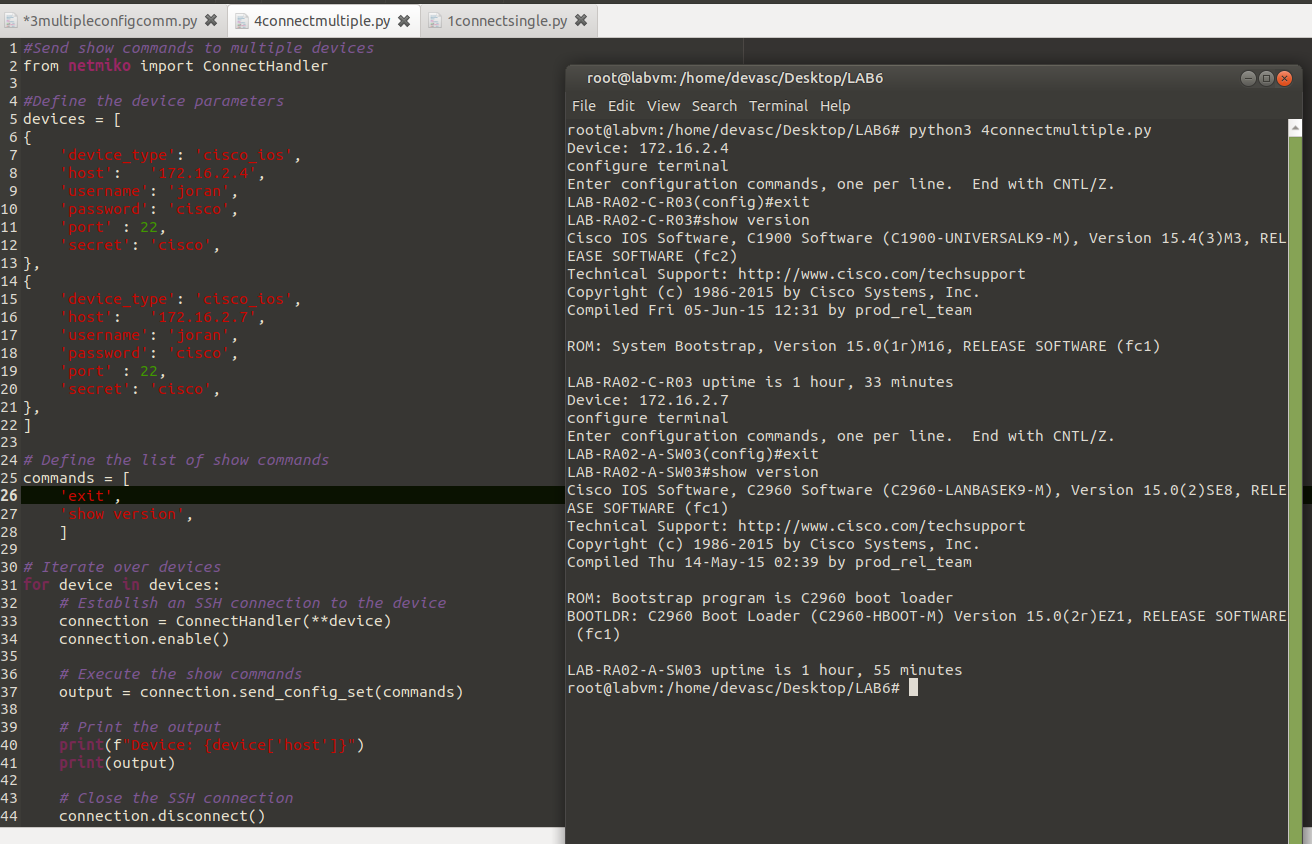 *3multipleconfigcomm.py ✖ 4connectmultiple.py ✖ 1connectsingle.py ✖
1 #Send show commands to multiple devices
2 from netmiko import ConnectHandler
3
4 #Define the device parameters
5 devices = [
6 {
7     'device_type': 'cisco_ios',
8     'host':   '172.16.2.4',
9     'username': 'joran',
10     'password': 'cisco',
11     'port' : 22,
12     'secret': 'cisco',
13 },
14 {
15     'device_type': 'cisco_ios',
16     'host':   '172.16.2.7',
17     'username': 'joran',
18     'password': 'cisco',
19     'port' : 22,
20     'secret': 'cisco',
21 },
22 ]
23
24 # Define the list of show commands
25 commands = [
26     'exit',
27     'show version',
28     ]
29
30 # Iterate over devices
31 for device in devices:
32     # Establish an SSH connection to the device
33     connection = ConnectHandler(**device)
34     connection.enable()
35
36     # Execute the show commands
37     output = connection.send_config_set(commands)
38
39     # Print the output
40     print(f"Device: {device['host']}")
41     print(output)
42
43     # Close the SSH connection
44     connection.disconnect()
root@labvm: /home/devasc/Desktop/LAB6
File Edit View Search Terminal Help
root@labvm:/home/devasc/Desktop/LAB6# python3 4connectmultiple.py
Device: 172.16.2.4
configure terminal
Enter configuration commands, one per line.  End with CNTL/Z.
LAB-RA02-C-R03(config)#exit
LAB-RA02-C-R03#show version
Cisco IOS Software, C1900 Software (C1900-UNIVERSALK9-M), Version 15.4(3)M3, REL
EASE SOFTWARE (fc2)
Technical Support: http://www.cisco.com/techsupport
Copyright (c) 1986-2015 by Cisco Systems, Inc.
Compiled Fri 05-Jun-15 12:31 by prod_rel_team

ROM: System Bootstrap, Version 15.0(1r)M16, RELEASE SOFTWARE (fc1)

LAB-RA02-C-R03 uptime is 1 hour, 33 minutes
Device: 172.16.2.7
configure terminal
Enter configuration commands, one per line.  End with CNTL/Z.
LAB-RA02-A-SW03(config)#exit
LAB-RA02-A-SW03#show version
Cisco IOS Software, C2960 Software (C2960-LANBASEK9-M), Version 15.0(2)SE8, RELE
ASE SOFTWARE (fc1)
Technical Support: http://www.cisco.com/techsupport
Copyright (c) 1986-2015 by Cisco Systems, Inc.
Compiled Thu 14-May-15 02:39 by prod_rel_team

ROM: Bootstrap program is C2960 boot loader
BOOTLDR: C2960 Boot Loader (C2960-HBOOT-M) Version 15.0(2r)EZ1, RELEASE SOFTWARE
 (fc1)

LAB-RA02-A-SW03 uptime is 1 hour, 55 minutes
root@labvm:/home/devasc/Desktop/LAB6#